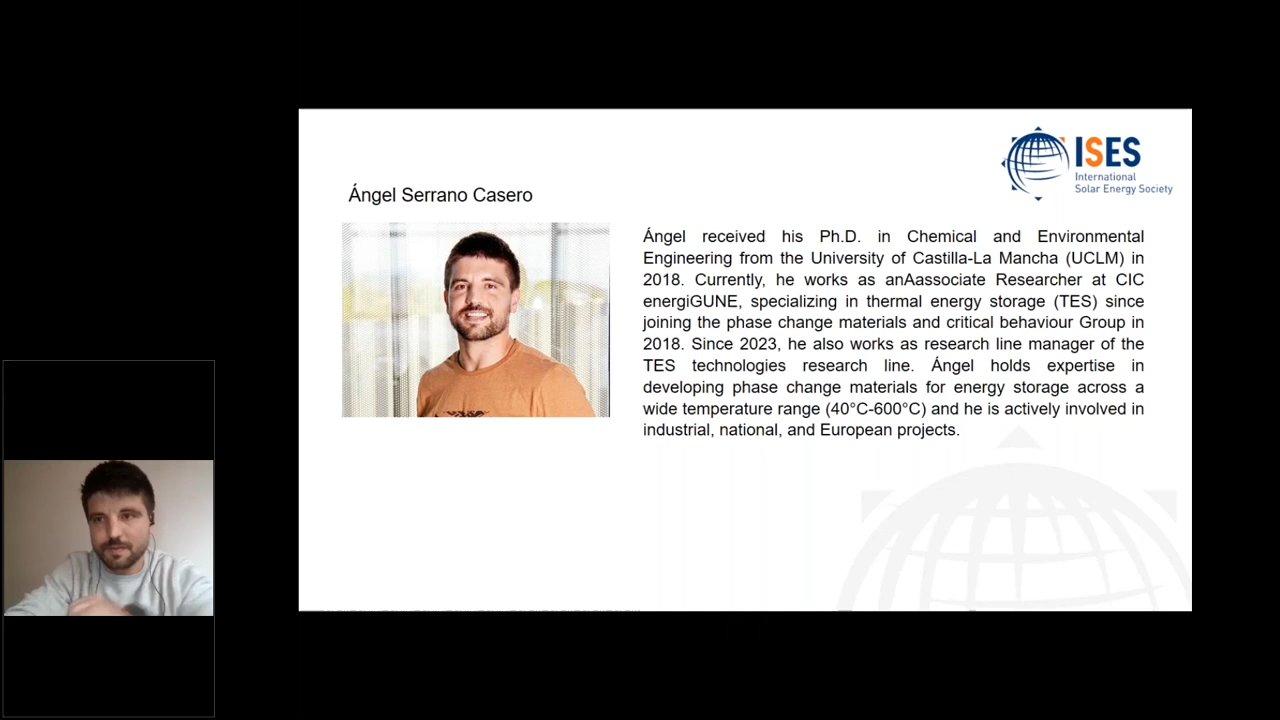 ISES
International
Solar Energy Society
Ángel Serrano Casero
Ángel received his Ph.D. in Chemical and Environmental
Engineering from the University of Castilla-La Mancha (UCLM) in
2018. Currently, he works as anAassociate Researcher at CIC
energiGUNE, specializing in thermal energy storage (TES) since
joining the phase change materials and critical behaviour Group in
2018. Since 2023, he also works as research line manager of the
TES technologies research line. Ángel holds expertise in
developing phase change materials for energy storage across a
wide temperature range (40°C-600°C) and he is actively involved in
industrial, national, and European projects.